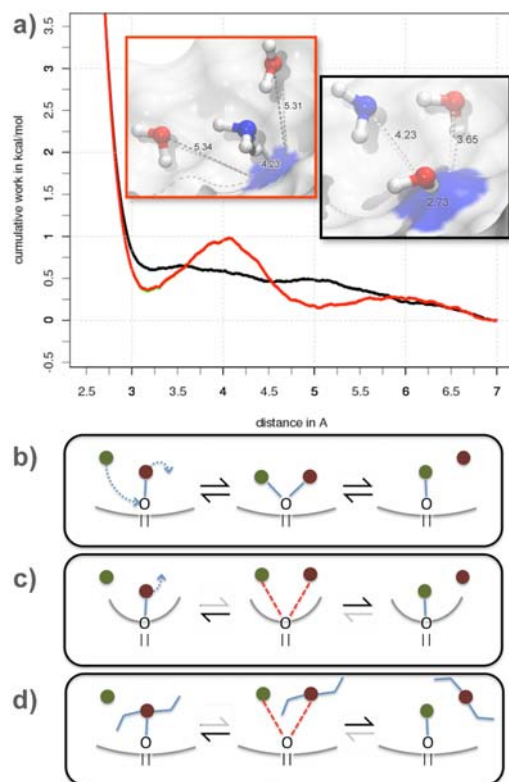 a)
cumulative work in kcal/mol
3.5
3
2.5
2
1.5
1
0.5
0
-0.5
5.31
5.34
4.23
4.23
3.65
2.73
2.5 3 3.5 4 4.5 5 5.5 6 6.5 7
distance in A
b)
O O O
c)
O O O
d)
O O O